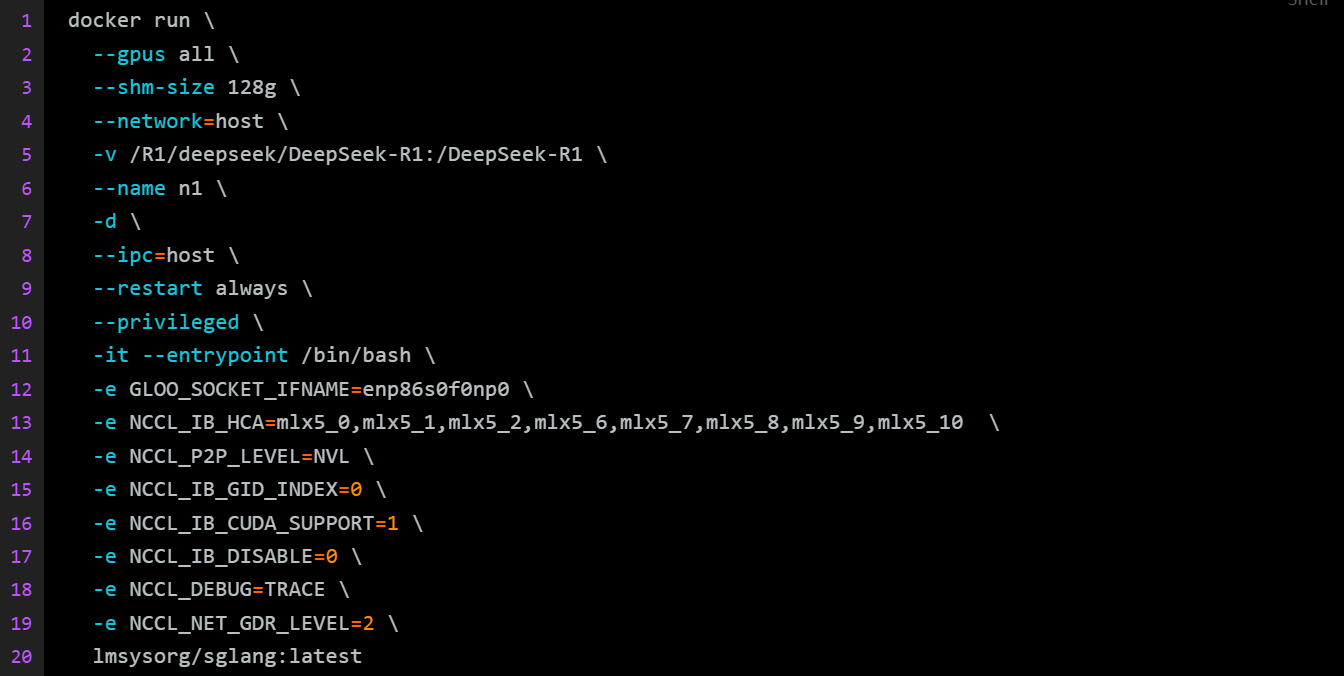 Shell
1 docker run \
2 --gpus all \
3 --shm-size 128g \
4 --network=host \
5 -v /R1/deepseek/DeepSeek-R1:/DeepSeek-R1 \
6 --name n1 \
7 -d \
8 --ipc=host \
9 --restart always \
10 --privileged \
11 -it --entrypoint /bin/bash \
12 -e GLOO_SOCKET_IFNAME=enp86s0f0np0 \
13 -e NCCL_IB_HCA=mlx5_0,mlx5_1,mlx5_2,mlx5_6,mlx5_7,mlx5_8,mlx5_9,mlx5_10  \
14 -e NCCL_P2P_LEVEL=NVL \
15 -e NCCL_IB_GID_INDEX=0 \
16 -e NCCL_IB_CUDA_SUPPORT=1 \
17 -e NCCL_IB_DISABLE=0 \
18 -e NCCL_DEBUG=TRACE \
19 -e NCCL_NET_GDR_LEVEL=2 \
20 lmsysorg/sglang:latest